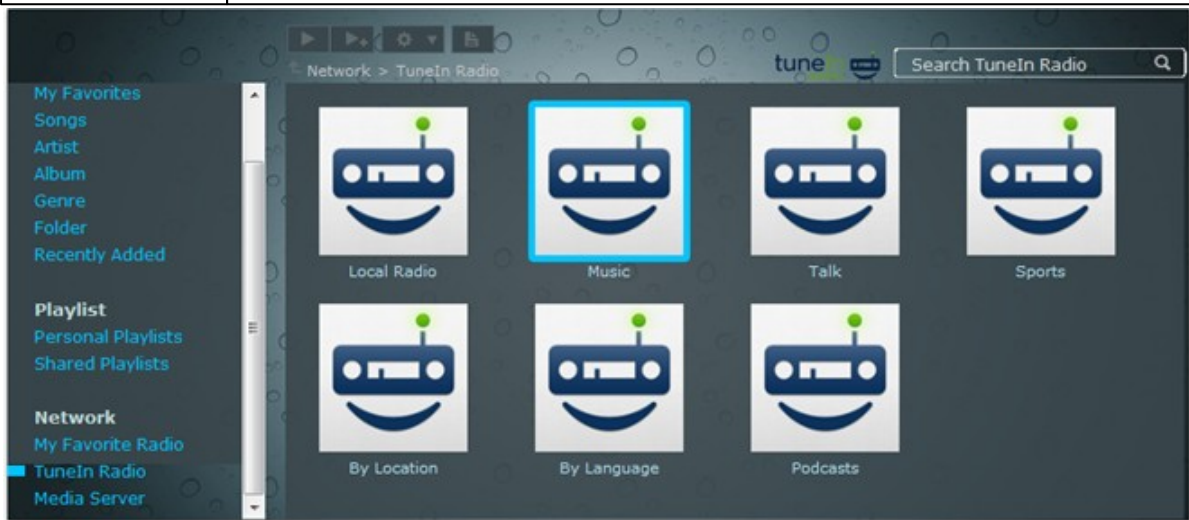 Network > TuneIn Radio
tune
Search TuneIn Radio
My Favorites
Songs
Artist
Album
Genre
Folder
Recently Added
Playlist
Personal Playlists
Shared Playlists
Network
My Favorite Radio
TuneIn Radio
Media Server
Local Radio
Music
Talk
Sports
By Location
By Language
Podcasts